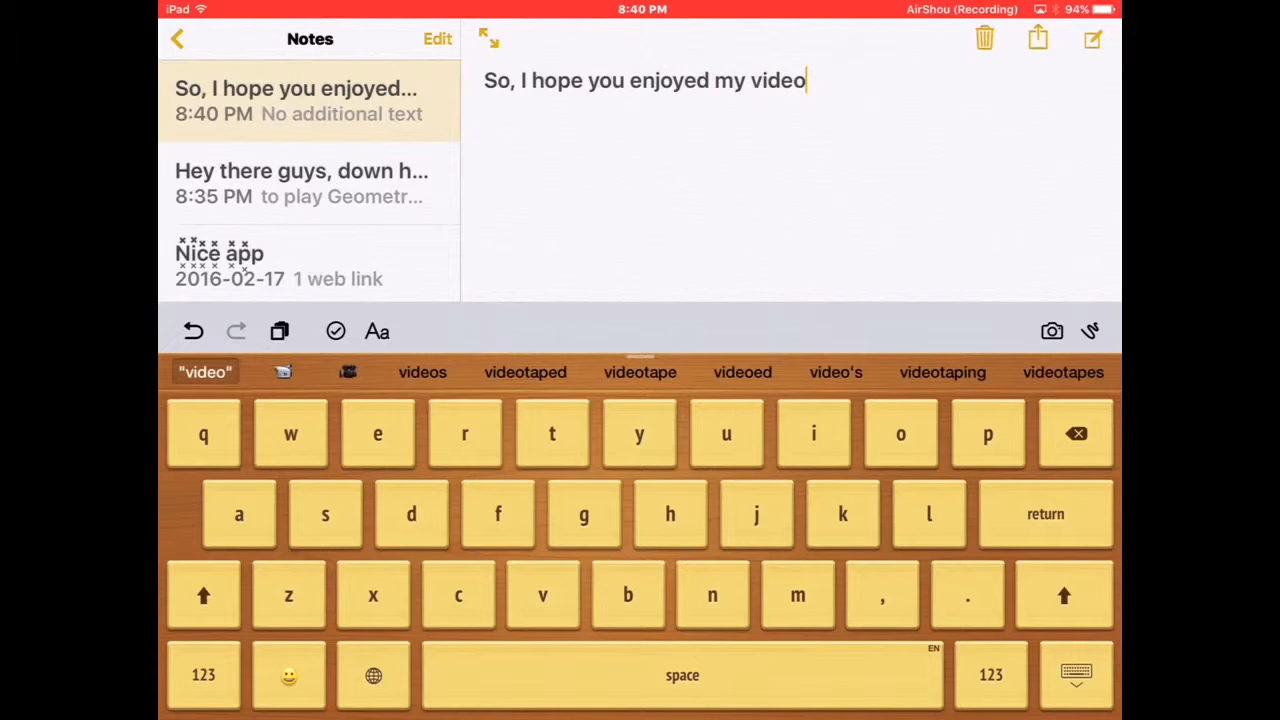 iPad 8:40 PM AirShou (Recording) 94%
Notes Edit
So, I hope you enjoyed...
8:40 PM No additional text
Hey there guys, down h...
8:35 PM to play Geometr...
Nice app
2016-02-17 1 web link
So, I hope you enjoyed my video
Aa
"video" videos videotaped videotape videoed video's videotaping videotapes
q w e r t y u i o p
a s d f g h j k l return
z x c v b n m , .
123 space EN 123